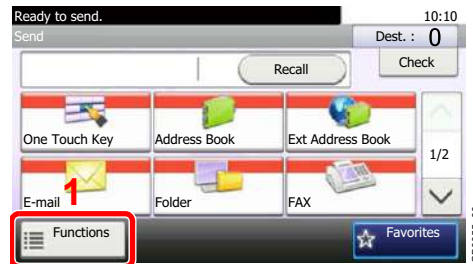 Ready to send. 10:10
Send Dest. : 0
Recall Check
One Touch Key Address Book Ext Address Book
1/2
E-mail Folder FAX
1
Functions Favorites